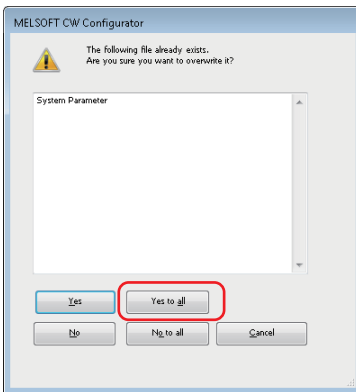 MELSOFT CW Configurator
The following file already exists.
Are you sure you want to overwrite it?
System Parameter
Yes
Yes to all
No
No to all
Cancel